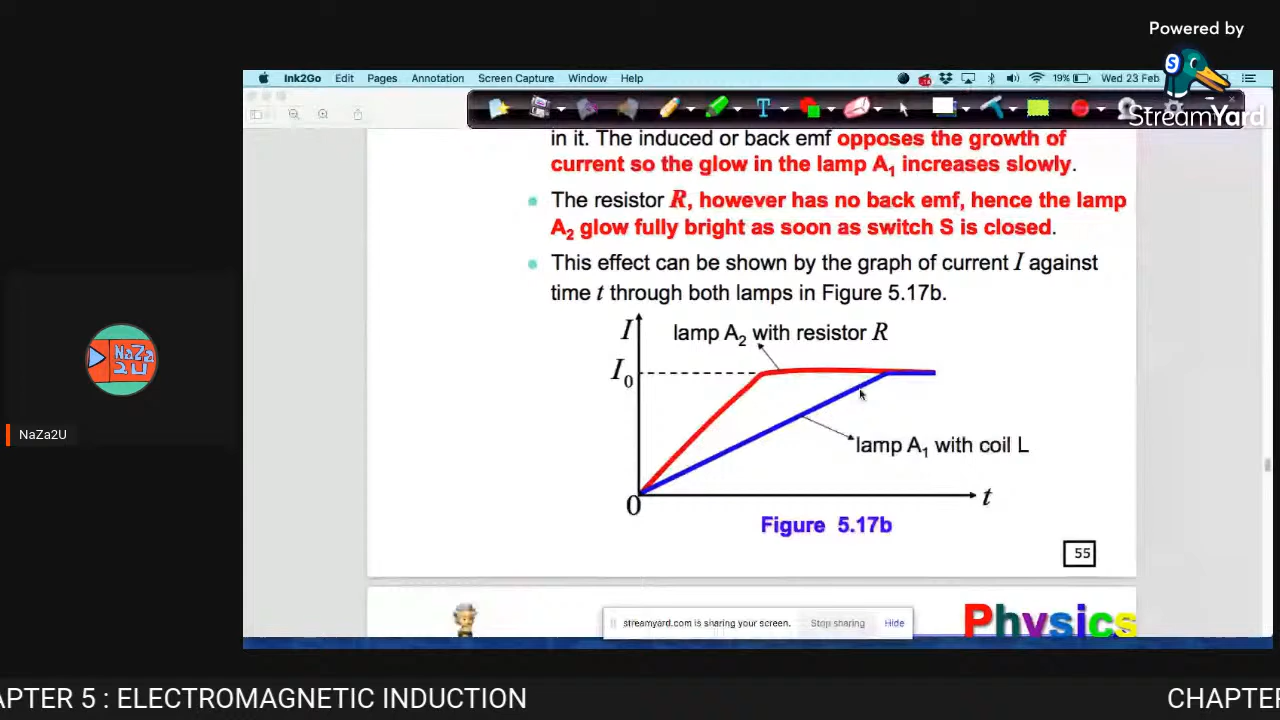 Powered by
StreamYard
Ink2Go Edit Pages Annotation Screen Capture Window Help 19% Wed 23 Feb
in it. The induced or back emf opposes the growth of
current so the glow in the lamp A1 increases slowly.
The resistor R, however has no back emf, hence the lamp
A2 glow fully bright as soon as switch S is closed.
This effect can be shown by the graph of current I against
time t through both lamps in Figure 5.17b.
I
lamp A2 with resistor R
I0
lamp A1 with coil L
0
t
Figure 5.17b
55
NaZa
2U
NaZa2U
streamyard.com is sharing your screen. Stop sharing Hide
Physics
APTER 5 : ELECTROMAGNETIC INDUCTION
CHAPTER